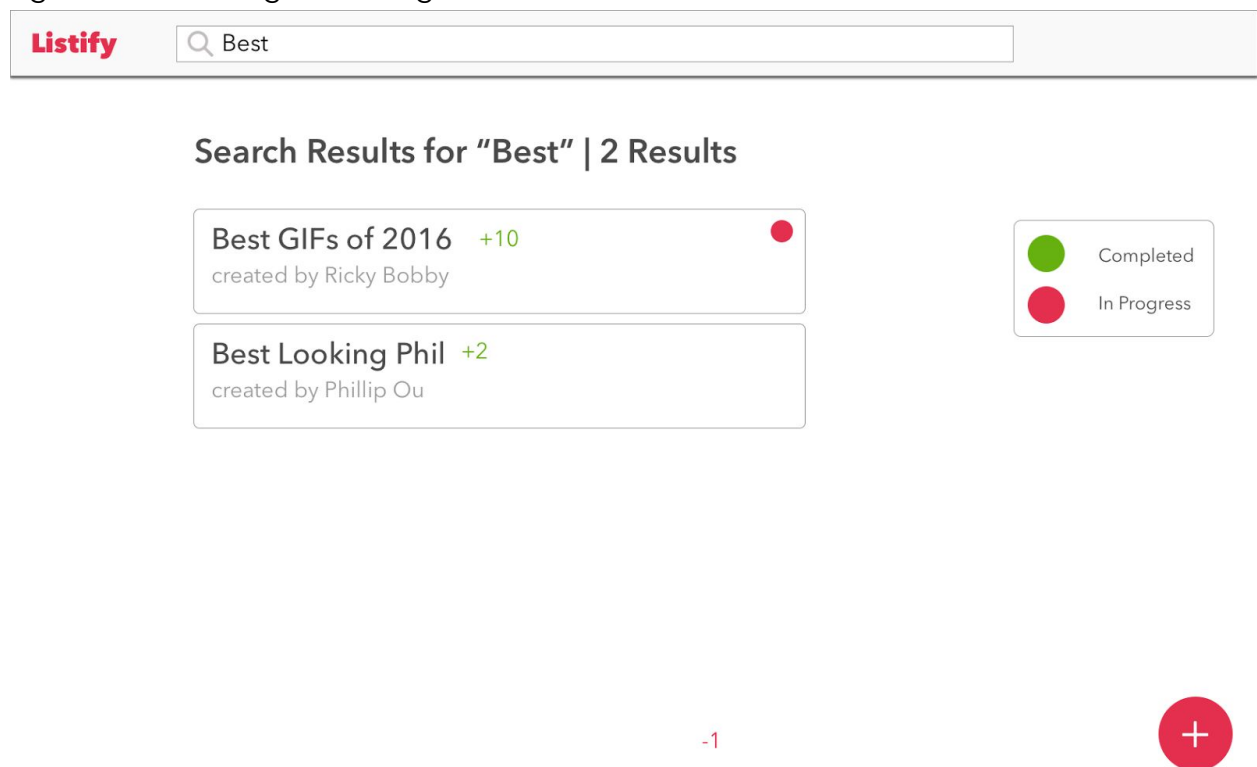 Listify
Best
Search Results for “Best” | 2 Results
Best GIFs of 2016 +10
created by Ricky Bobby
Completed
In Progress
Best Looking Phil +2
created by Phillip Ou
-1
+